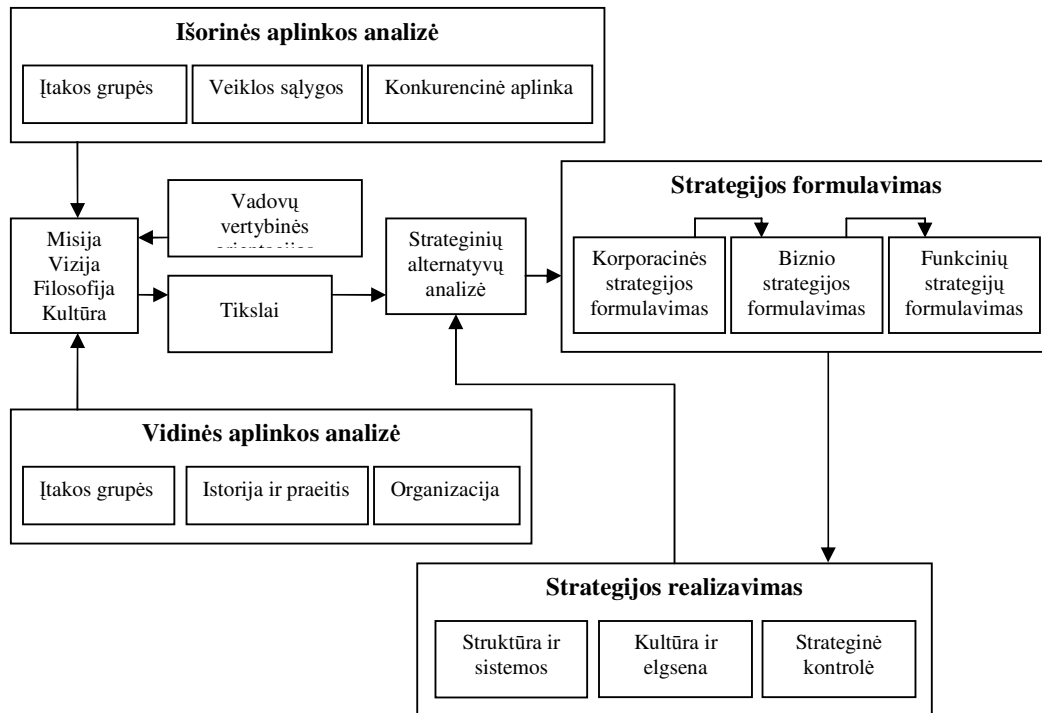 Išorinės aplinkos analizė
Įtakos grupės
Veiklos sąlygos
Konkurencinė aplinka
Vadovų
vertybinės
orientacijos
Misija
Vizija
Filosofija
Kultūra
Tikslai
Strateginių
alternatyvų
analizė
Strategijos formulavimas
Korporacinės
strategijos
formulavimas
Biznio
strategijos
formulavimas
Funkcinių
strategijų
formulavimas
Vidinės aplinkos analizė
Įtakos grupės
Istorija ir praeitis
Organizacija
Strategijos realizavimas
Struktūra ir
sistemos
Kultūra ir
elgsena
Strateginė
kontrolė